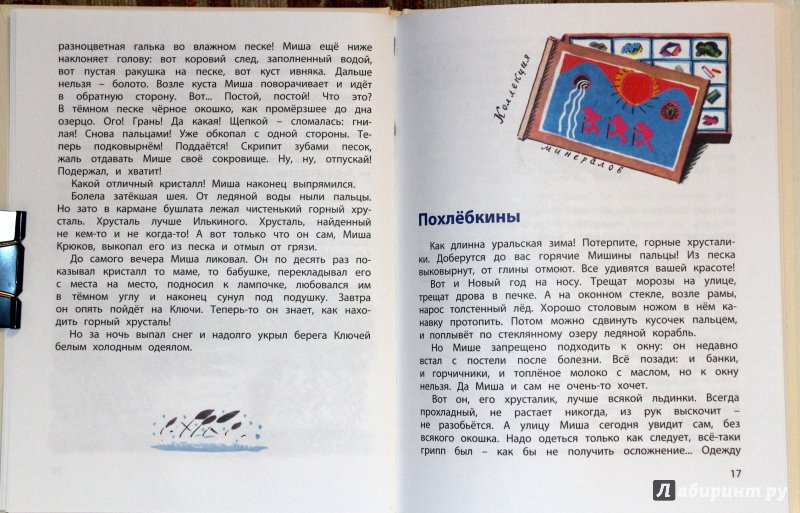 разноцветная галька во влажном песке! Миша ещё ниже
наклоняет голову: вот коровий след, заполненный водой,
вот пустая ракушка на песке, вот куст ивняка. Дальше
нельзя – болото. Возле куста Миша поворачивает и идёт
в обратную сторону. Вот... Постой, постой! Что это?
В тёмном песке чёрное окошко, как промёрзшее до дна
озерцо. Ого! Грань! Да какая! Щепкой – сломалась: гни-
лая! Снова пальцами! Уже обкопал с одной стороны. Те-
перь подковырнём! Поддаётся! Скрипит зубами песок,
жаль отдавать Мише своё сокровище. Ну, ну, отпускай!
Подержал, и хватит!
Какой отличный кристалл! Миша наконец выпрямился.
Болела затёкшая шея. От ледяной воды ныли пальцы.
Но зато в кармане бушлата лежал чистенький горный хру-
сталь. Хрусталь лучше Илькиного. Хрусталь, найденный
не кем-то и не когда-то! А вот только что он сам, Миша
Крюков, выкопал его из песка и отмыл от грязи.
До самого вечера Миша ликовал. Он по десять раз по-
казывал кристалл то маме, то бабушке, перекладывал его
с места на место, подносил к лампочке, любовался им
в тёмном углу и наконец сунул под подушку. Завтра
он опять пойдёт на Ключи. Теперь-то он знает, как нахо-
дить горный хрусталь!
Но за ночь выпал снег и надолго укрыл берега Ключей
белым холодным одеялом.
Коллекция
минералов
Похлёбкины
Как длинна уральская зима! Потерпите, горные хрустали-
ки. Доберутся до вас горячие Мишины пальцы! Из песка
выковырнут, от глины отмоют. Все удивятся вашей красоте!
Вот и Новый год на носу. Трещат морозы на улице,
трещат дрова в печке. А на оконном стекле, возле рамы,
нарос толстенный лёд. Хорошо столовым ножом в нём ка-
навку протопить. Потом можно сдвинуть кусочек пальцем,
и поплывёт по стеклянному озеру ледяной корабль.
Но Мише запрещено подходить к окну: он недавно
встал с постели после болезни. Всё позади: и банки,
и горчичники, и топлёное молоко с маслом, но к окну
нельзя. Да Миша и сам не очень-то хочет.
Вот он, его хрусталик, лучше всякой льдинки. Всегда
прохладный, не растает никогда, из рук выскочит –
не разобьётся. А улицу Миша сегодня увидит сам, без
всякого окошка. Надо одеться только как следует, всё-таки
грипп был – как бы не получить осложнение... Одежду
17
Лабиринт.ру